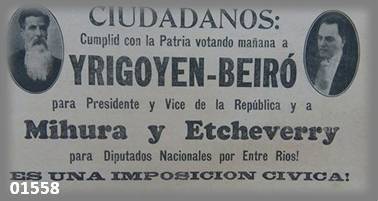 CIUDADANOS:
Cumplid con la Patria votando mañana a
YRIGOYEN-BEIRÓ
para Presidente y Vice de la República y a
Mihura y Etcheverry
para Diputados Nacionales por Entre Rios!
ES UNA IMPOSICION CIVICA!
01558